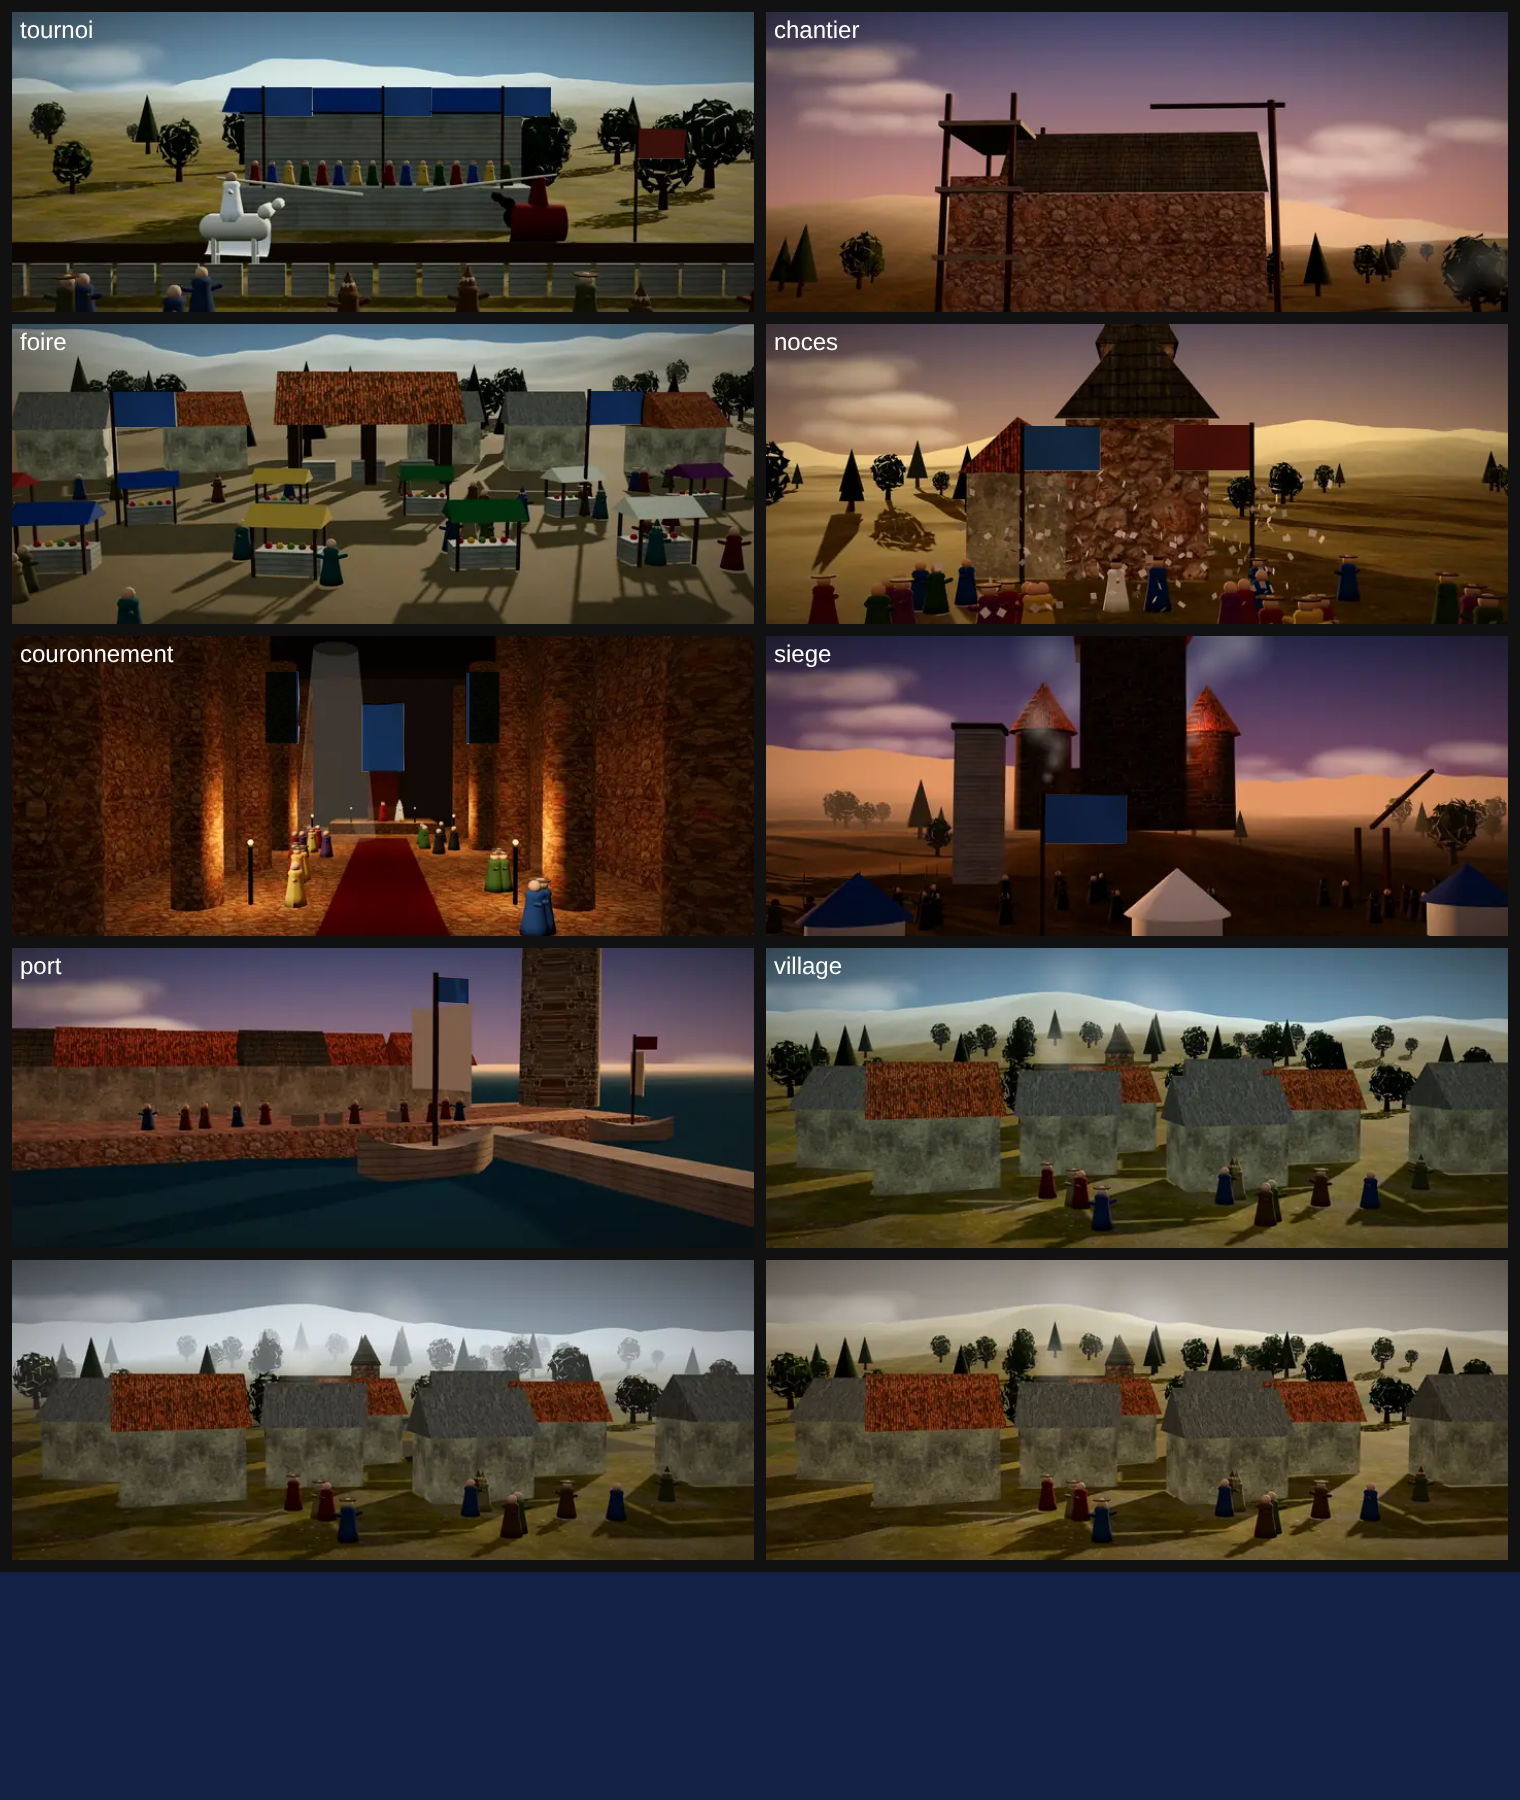 tournoi
chantier
foire
noces
couronnement
siege
port
village